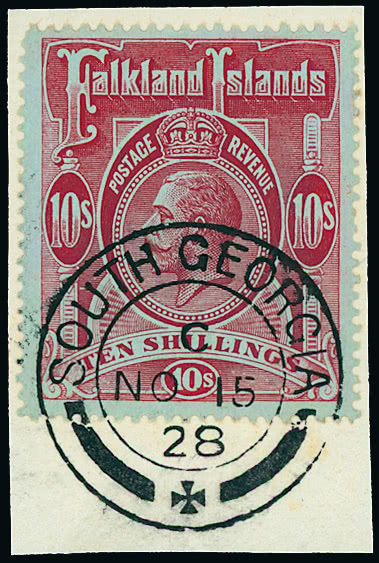 Falkland Islands
POSTAGE REVENUE
10s 10s
TEN SHILLINGS
10s
SOUTH GEORGIA
C
NO 15
28